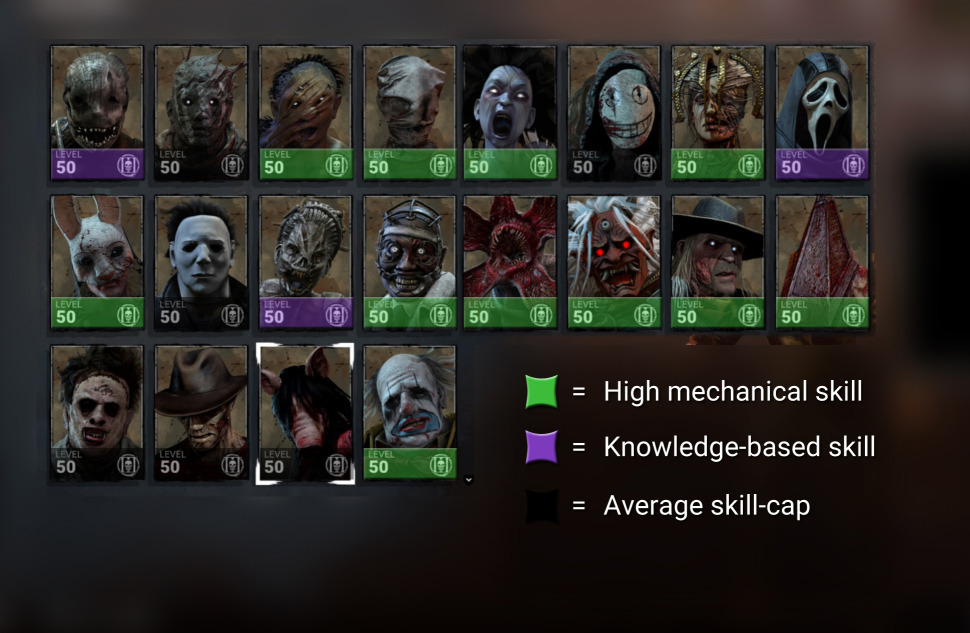 LEVEL LEVEL LEVEL LEVEL LEVEL LEVEL LEVEL LEVEL
50 50 50 50 50 50 50 50
LEVEL LEVEL LEVEL LEVEL LEVEL LEVEL LEVEL LEVEL
50 50 50 50 50 50 50 50
LEVEL LEVEL LEVEL LEVEL
50 50 50 50
= High mechanical skill
= Knowledge-based skill
= Average skill-cap